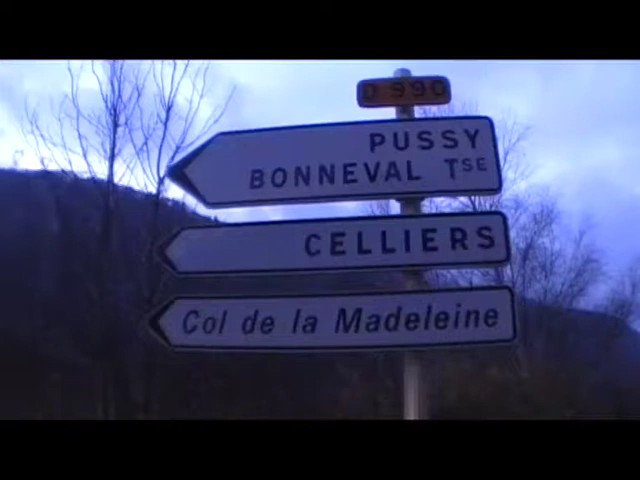 D 990
PUSSY
BONNEVAL TSE
CELLIERS
Col de la Madeleine